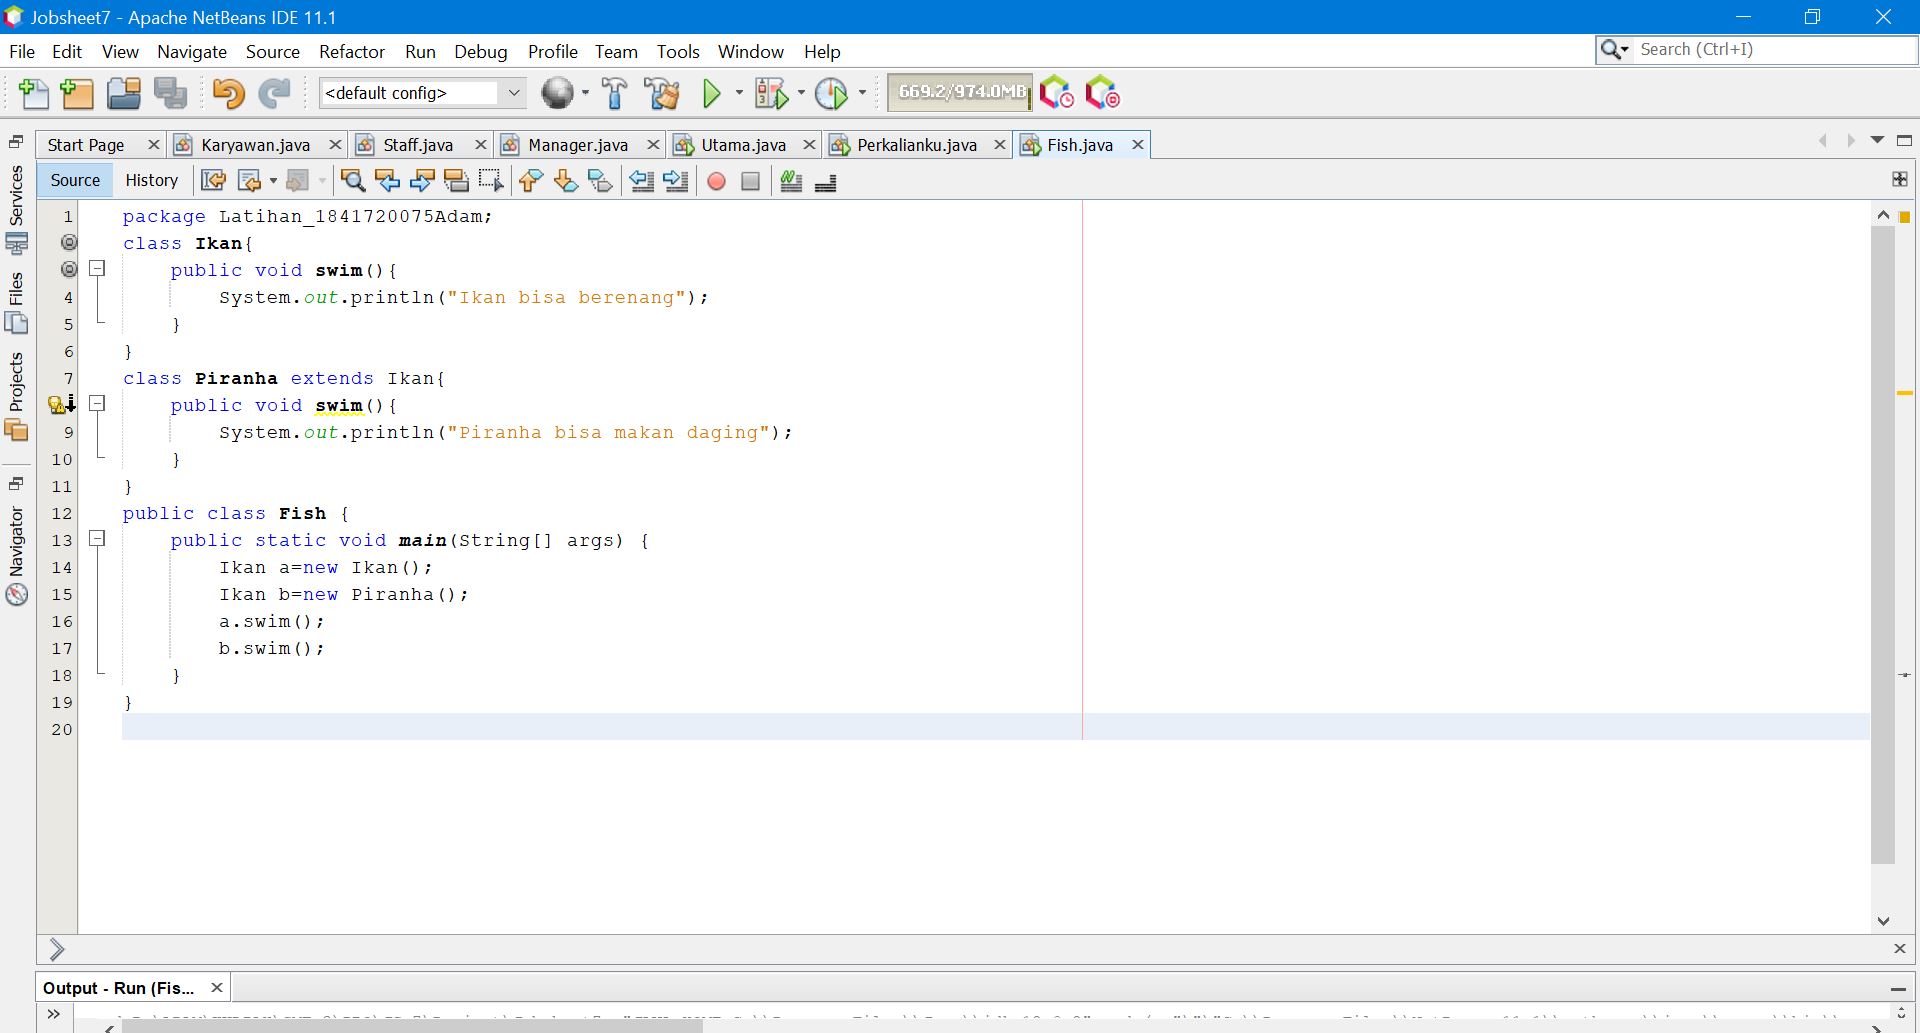 Jobsheet7 - Apache NetBeans IDE 11.1
File Edit View Navigate Source Refactor Run Debug Profile Team Tools Window Help
Search (Ctrl+I)
<default config>
669.2/974.0MB
Start Page Karyawan.java Staff.java Manager.java Utama.java Perkalianku.java Fish.java
Source History
Services
Files
Projects
Navigator
1 package Latihan_1841720075Adam;
class Ikan{
public void swim(){
4 System.out.println("Ikan bisa berenang");
5 }
6 }
7 class Piranha extends Ikan{
public void swim(){
9 System.out.println("Piranha bisa makan daging");
10 }
11 }
12 public class Fish {
13 public static void main(String[] args) {
14 Ikan a=new Ikan();
15 Ikan b=new Piranha();
16 a.swim();
17 b.swim();
18 }
19 }
20
Output - Run (Fis...